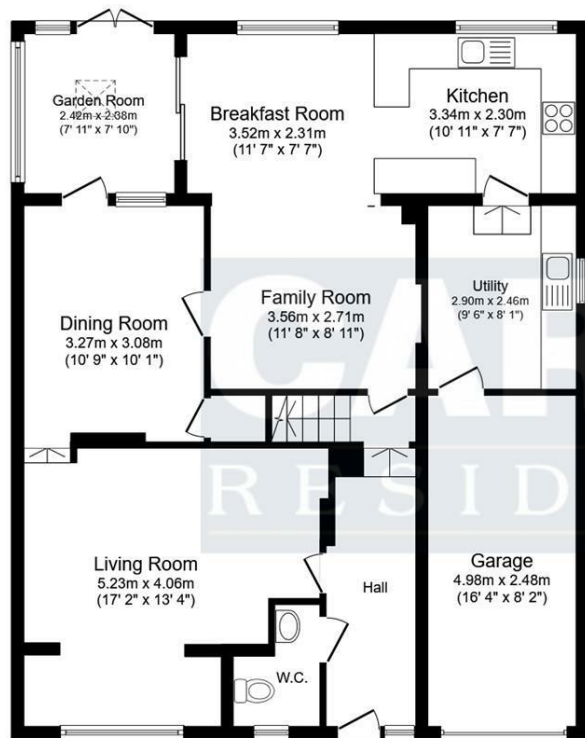 Garden Room
2.42m x 2.38m
(7' 11" x 7' 10")
Breakfast Room
3.52m x 2.31m
(11' 7" x 7' 7")
Kitchen
3.34m x 2.30m
(10' 11" x 7' 7")
Dining Room
3.27m x 3.08m
(10' 9" x 10' 1")
Family Room
3.56m x 2.71m
(11' 8" x 8' 11")
Utility
2.90m x 2.46m
(9' 6" x 8' 1")
CAR
RESID
Living Room
5.23m x 4.06m
(17' 2" x 13' 4")
Hall
Garage
4.98m x 2.48m
(16' 4" x 8' 2")
W.C.